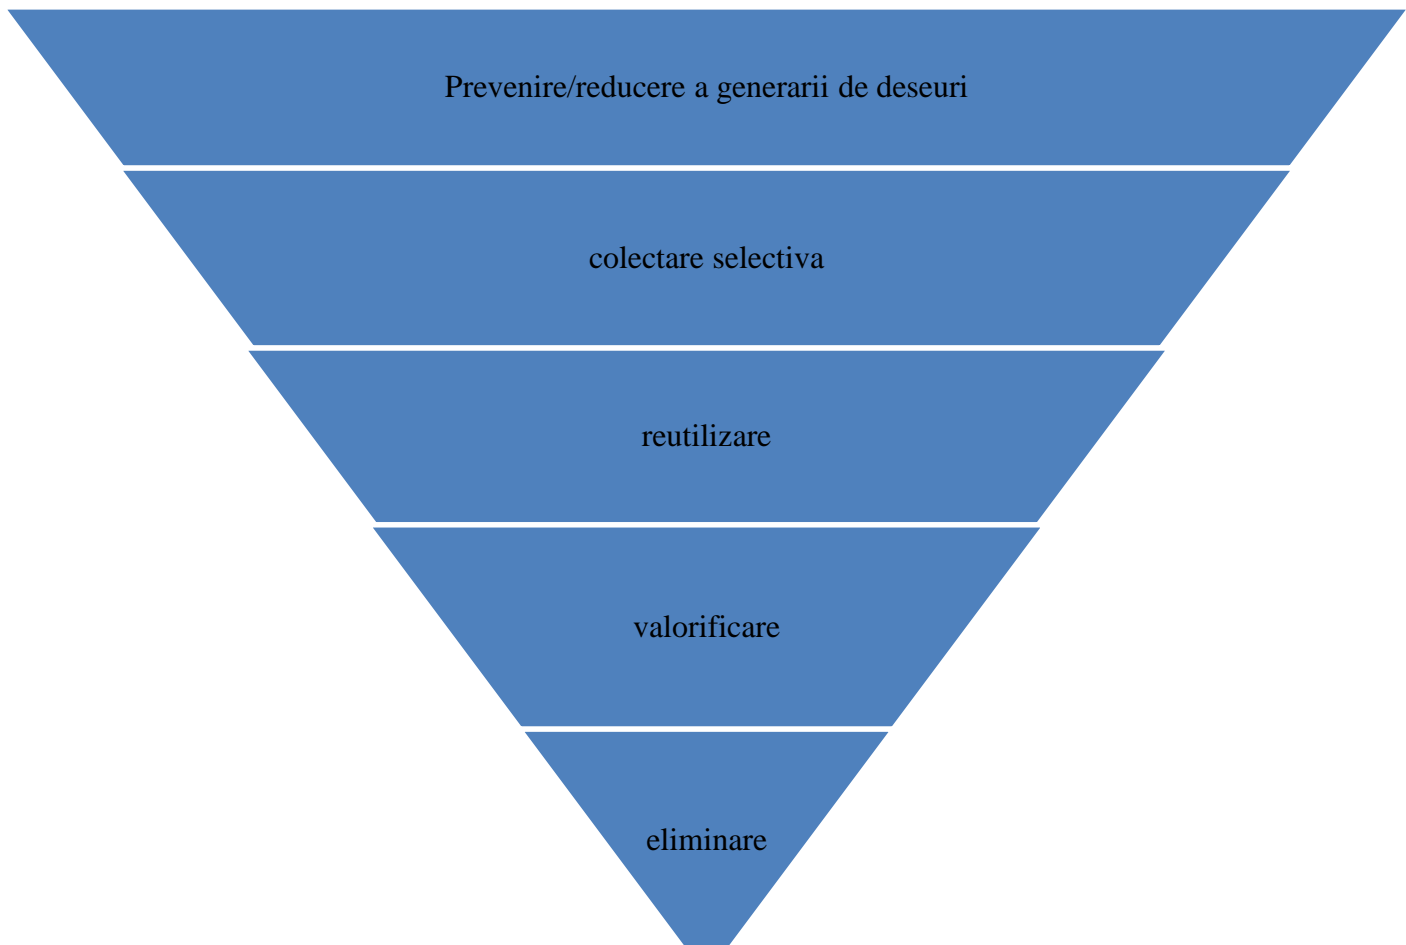 Prevenire/reducere a generarii de deseuri
colectare selectiva
reutilizare
valorificare
eliminare